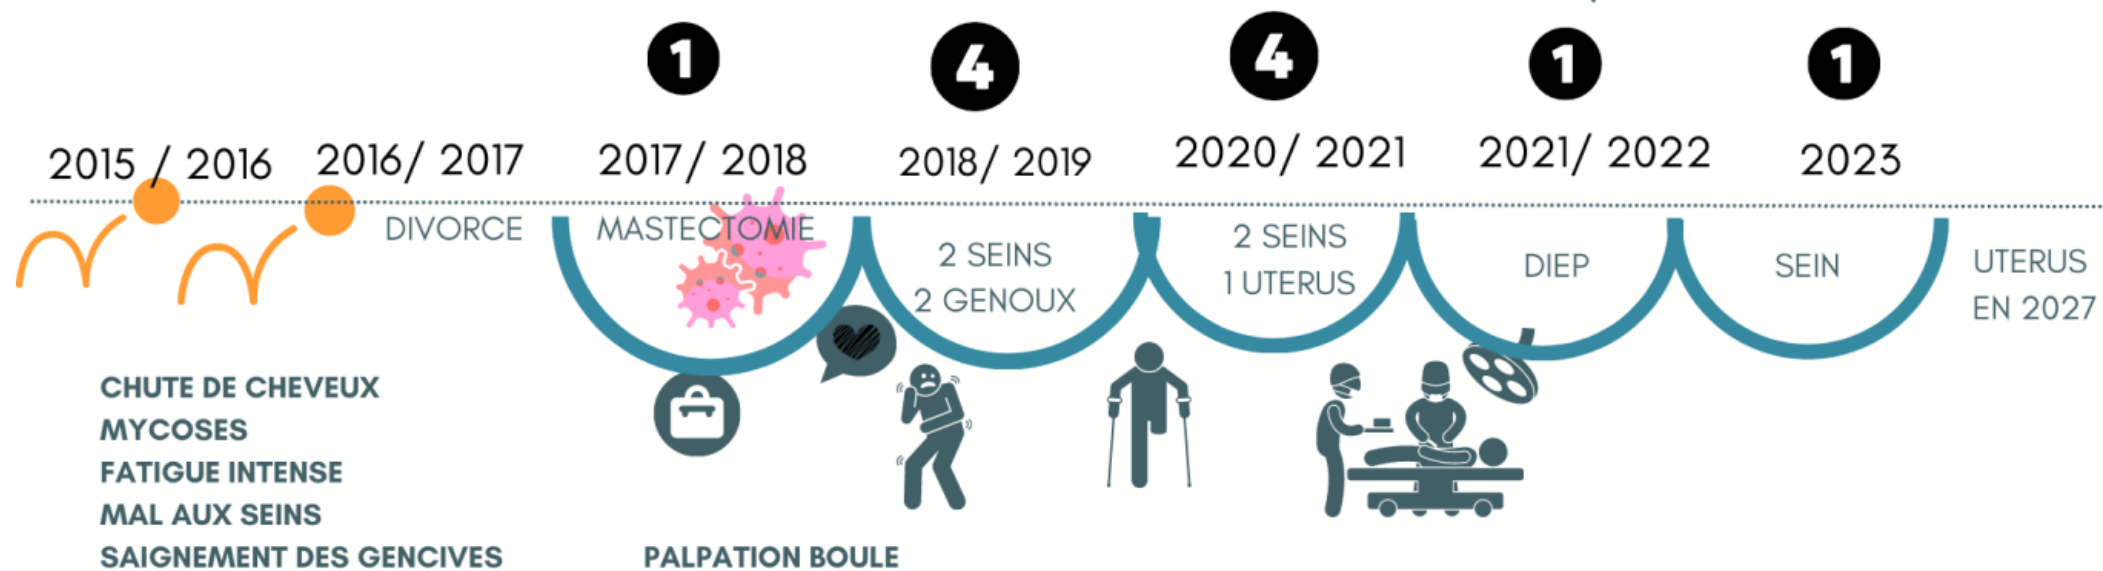 1 4 4 1 1
2015 / 2016 2016/ 2017 2017/ 2018 2018/ 2019 2020/ 2021 2021/ 2022 2023
DIVORCE
MASTECTOMIE
2 SEINS
2 GENOUX
2 SEINS
1 UTERUS
DIEP
SEIN
UTERUS
EN 2027
CHUTE DE CHEVEUX
MYCOSES
FATIGUE INTENSE
MAL AUX SEINS
SAIGNEMENT DES GENCIVES
PALPATION BOULE